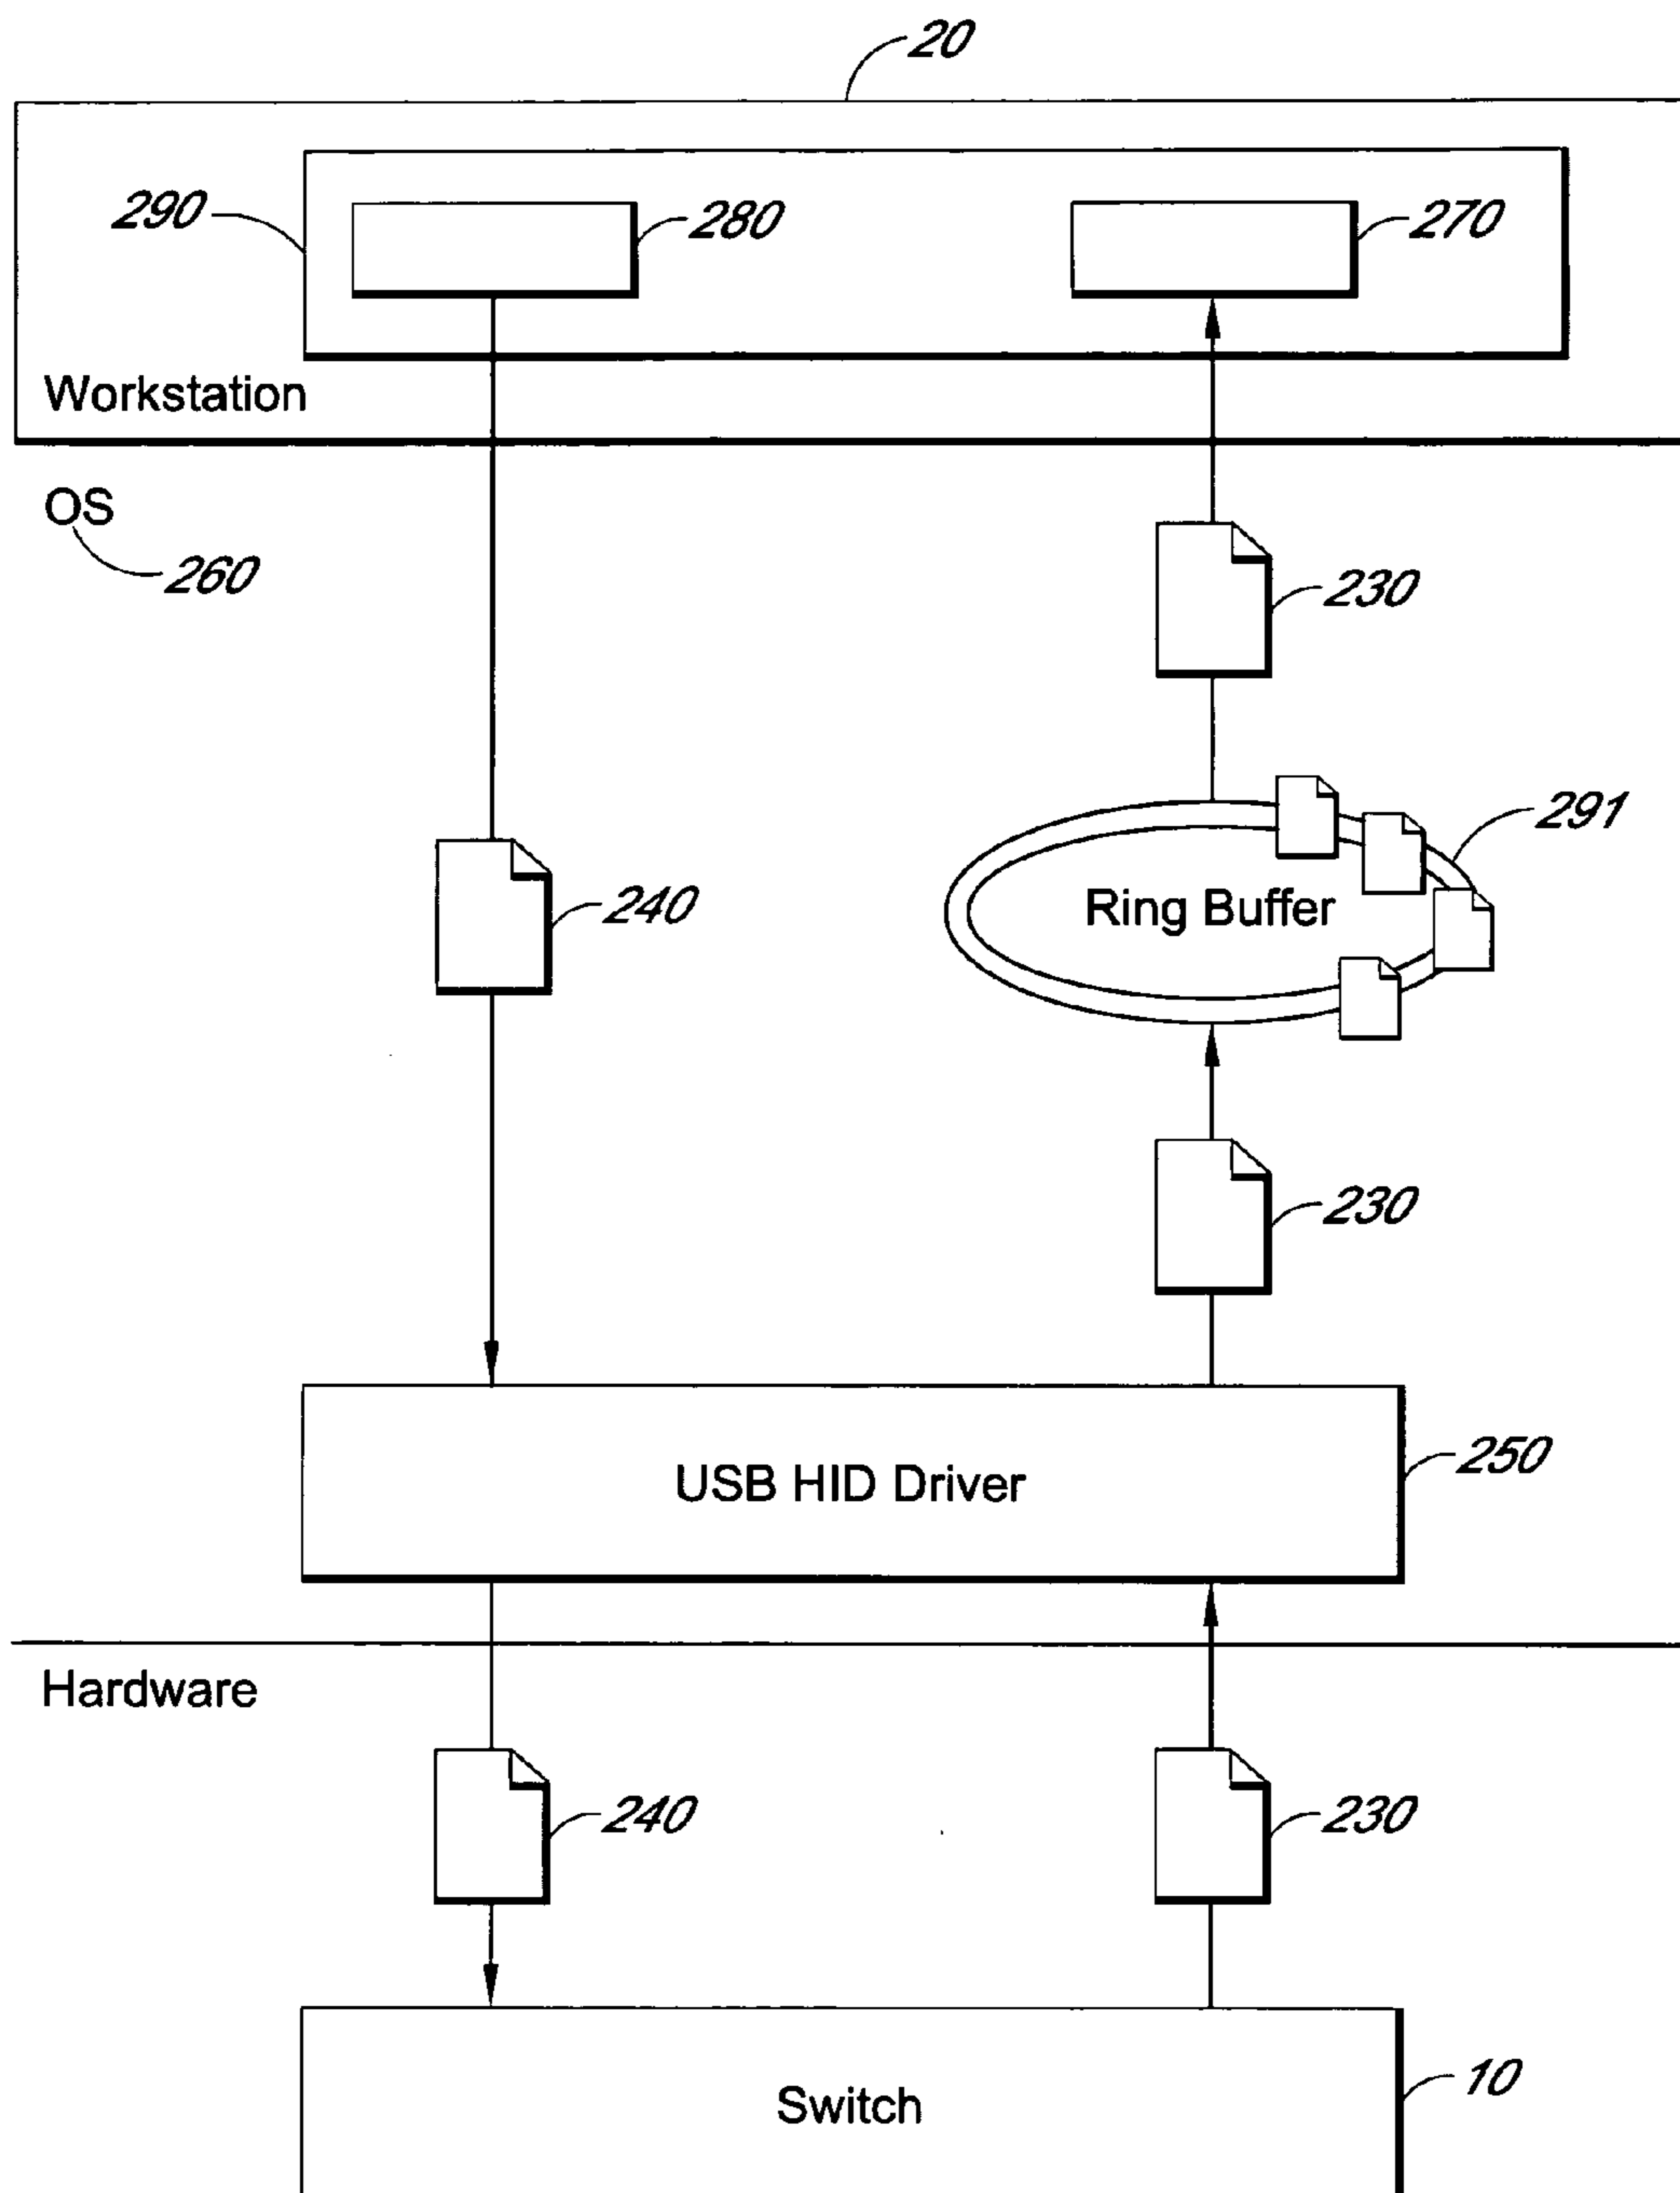 20
290
280
270
Workstation
OS
260
230
291
Ring Buffer
240
230
USB HID Driver
250
Hardware
240
230
Switch
10